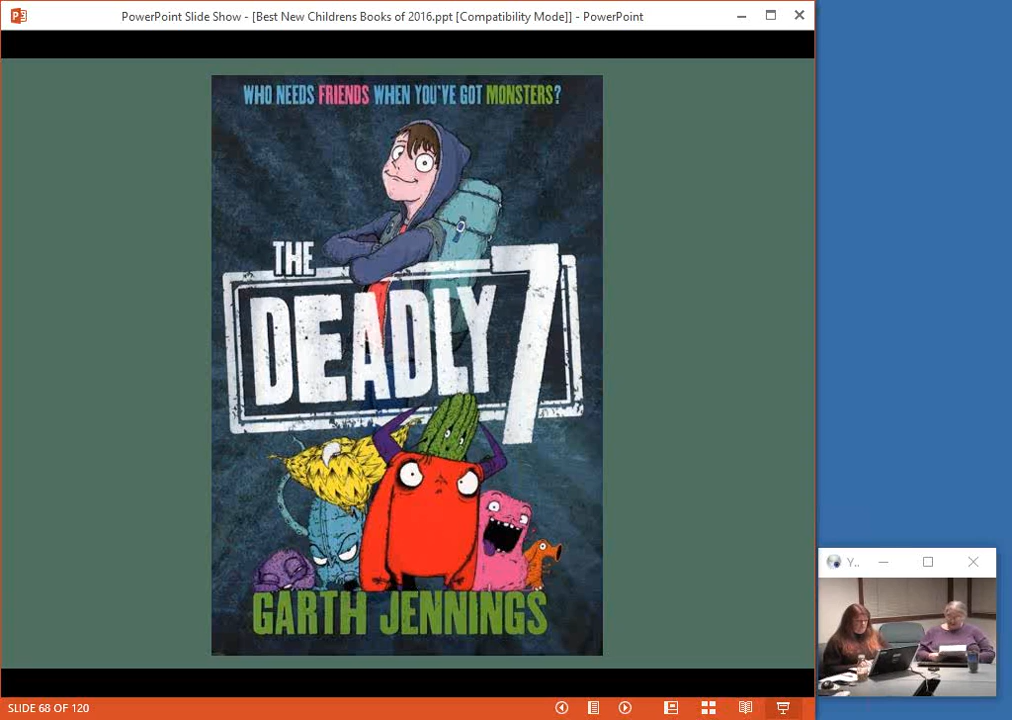 PowerPoint Slide Show - [Best New Childrens Books of 2016.ppt [Compatibility Mode]] - PowerPoint
WHO NEEDS FRIENDS WHEN YOU'VE GOT MONSTERS?
THE
DEADLY 7
GARTH JENNINGS
Y..
SLIDE 68 OF 120